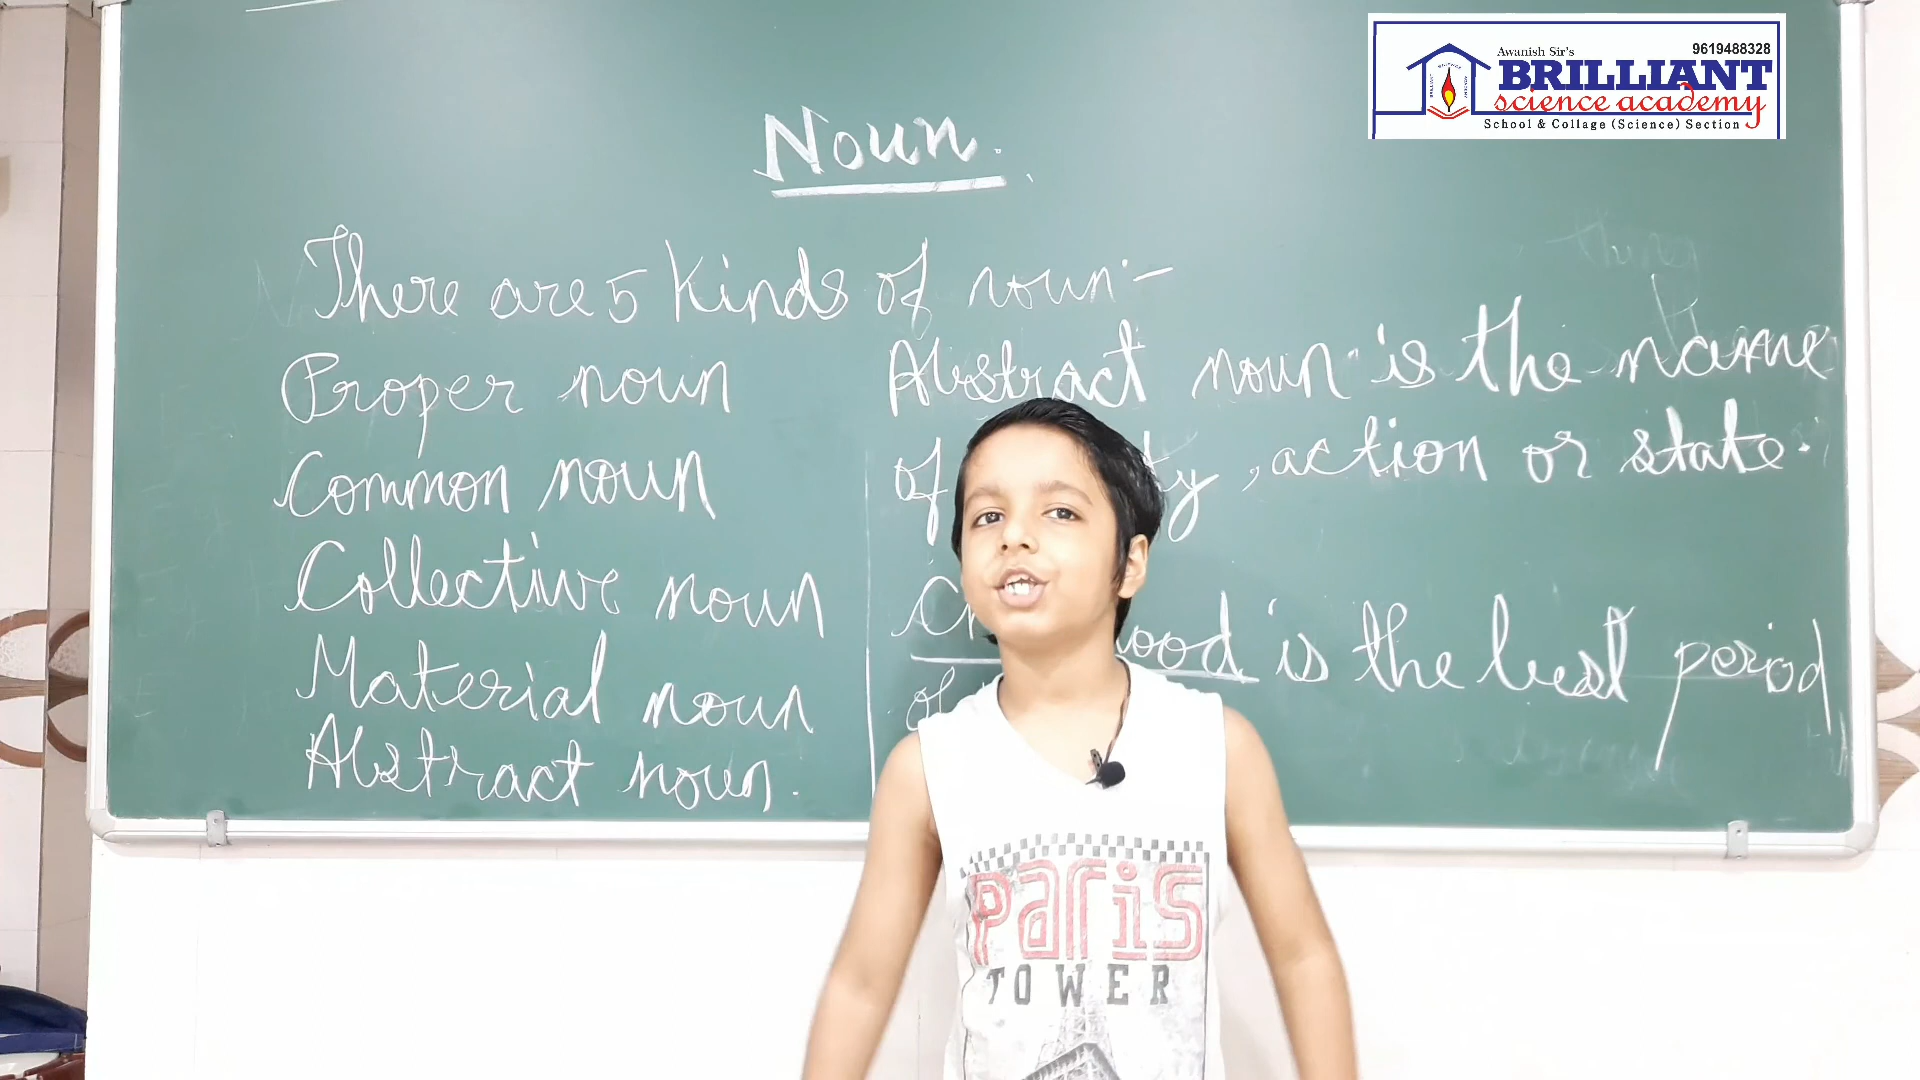 Noun.
There are 5 kinds of noun:-
Proper noun
Common noun
Collective noun
Material noun
Abstract noun.
Abstract noun is the name
of , action or state.
is the best period
of
Awanish Sir's
9619488328
BRILLIANT
science academy
School & Collage (Science) Section
PARIS
TOWER